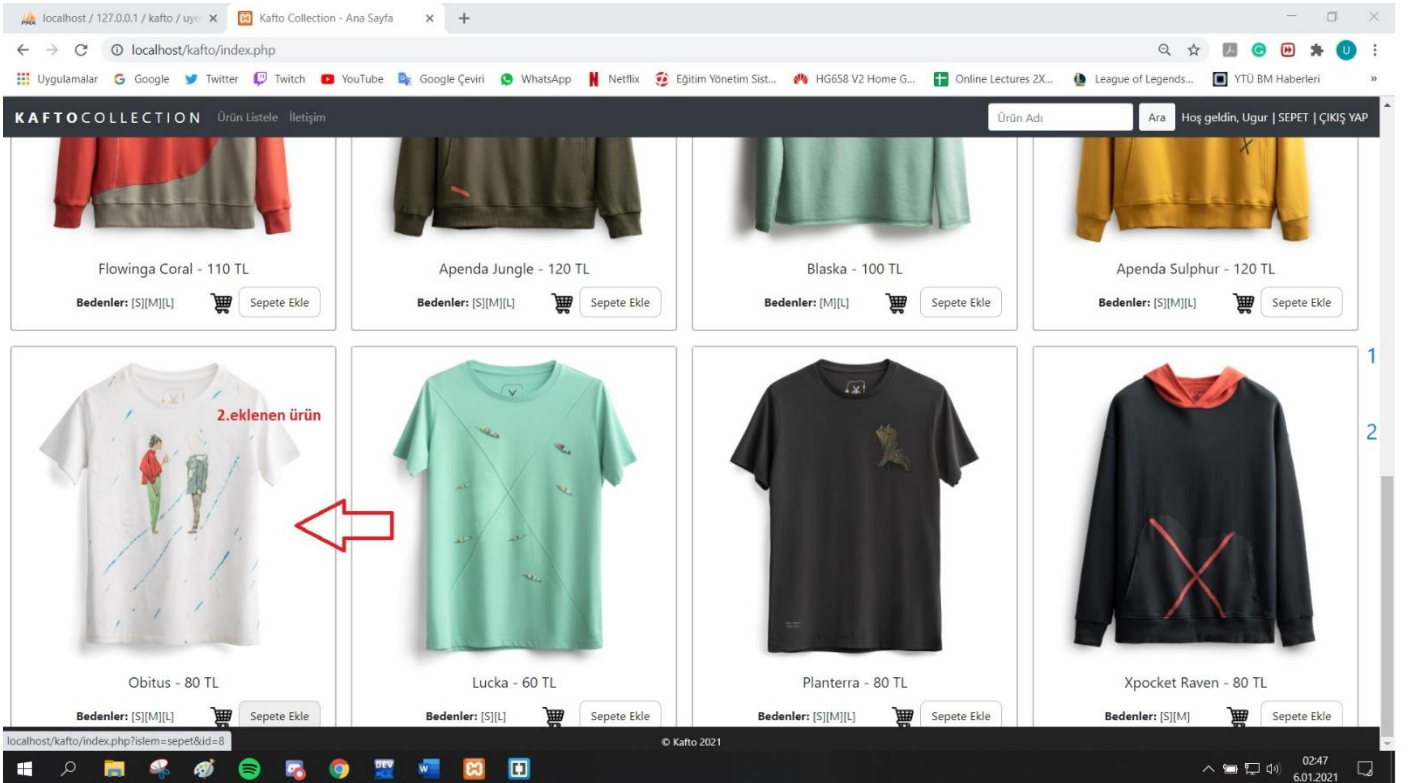 localhost / 127.0.0.1 / kafto / uye
Kafto Collection - Ana Sayfa
localhost/kafto/index.php
Uygulamalar Google Twitter Twitch YouTube Google Çeviri WhatsApp Netflix Eğitim Yönetim Sist... HG658 V2 Home G... Online Lectures 2X... League of Legends... YTÜ BM Haberleri »
KAFTOCOLLECTION Ürün Listele İletişim Ürün Adı Ara Hoş geldin, Ugur | SEPET | ÇIKIŞ YAP
Flowinga Coral - 110 TL
Bedenler: [S][M][L] Sepete Ekle
Apenda Jungle - 120 TL
Bedenler: [S][M][L] Sepete Ekle
Blaska - 100 TL
Bedenler: [M][L] Sepete Ekle
Apenda Sulphur - 120 TL
Bedenler: [S][M][L] Sepete Ekle
1
2
2.eklenen ürün
Obitus - 80 TL
Bedenler: [S][M][L] Sepete Ekle
Lucka - 60 TL
Bedenler: [S][L] Sepete Ekle
Planterra - 80 TL
Bedenler: [S][M][L] Sepete Ekle
Xpocket Raven - 80 TL
Bedenler: [S][M] Sepete Ekle
localhost/kafto/index.php?islem=sepet&id=8
© Kafto 2021
02:47
6.01.2021